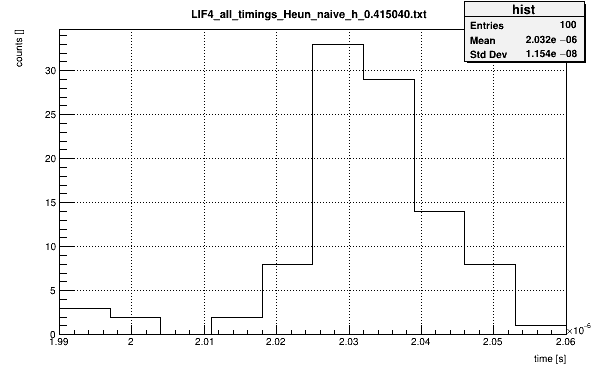 LIF4_all_timings_Heun_naive_h_0.415040.txt
hist
Entries 100
Mean 2.032e −06
Std Dev 1.154e −08
counts []
30
25
20
15
10
5
0
1.99 2 2.01 2.02 2.03 2.04 2.05 2.06
×10⁻⁶
time [s]